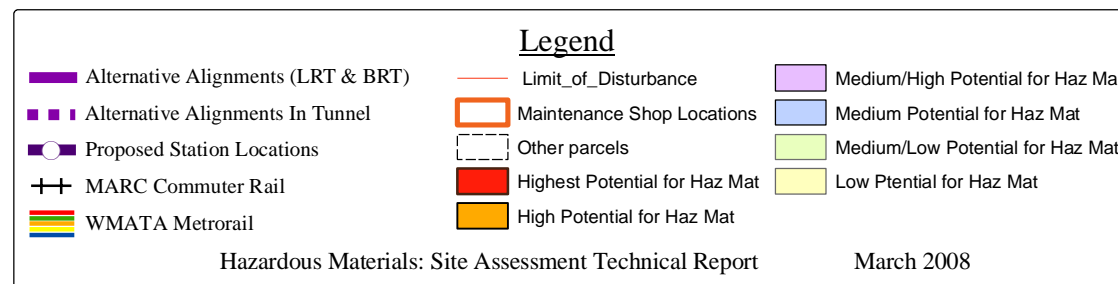 Legend
Alternative Alignments (LRT & BRT)
Alternative Alignments In Tunnel
Proposed Station Locations
MARC Commuter Rail
WMATA Metrorail
Limit_of_Disturbance
Maintenance Shop Locations
Other parcels
Highest Potential for Haz Mat
High Potential for Haz Mat
Medium/High Potential for Haz Ma
Medium Potential for Haz Mat
Medium/Low Potential for Haz Mat
Low Ptential for Haz Mat
Hazardous Materials: Site Assessment Technical Report March 2008